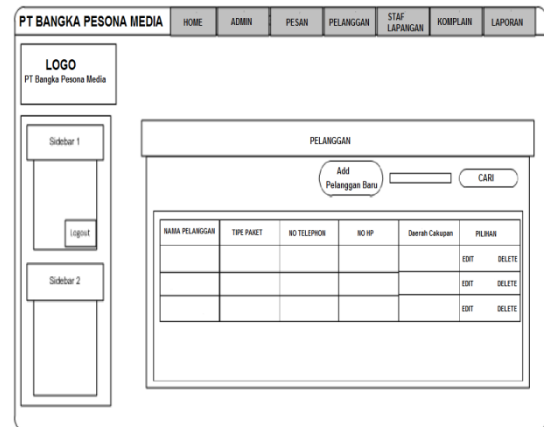 PT BANGKA PESONA MEDIA HOME ADMIN PESAN PELANGGAN STAF LAPANGAN KOMPLAIN LAPORAN
LOGO
PT Bangka Pesona Media
Sidebar 1
Logout
Sidebar 2
PELANGGAN
Add
Pelanggan Baru
CARI
NAMA PELANGGAN TIPE PAKET NO TELEPHON NO HP Daerah Cakupan PILIHAN
EDIT DELETE
EDIT DELETE
EDIT DELETE